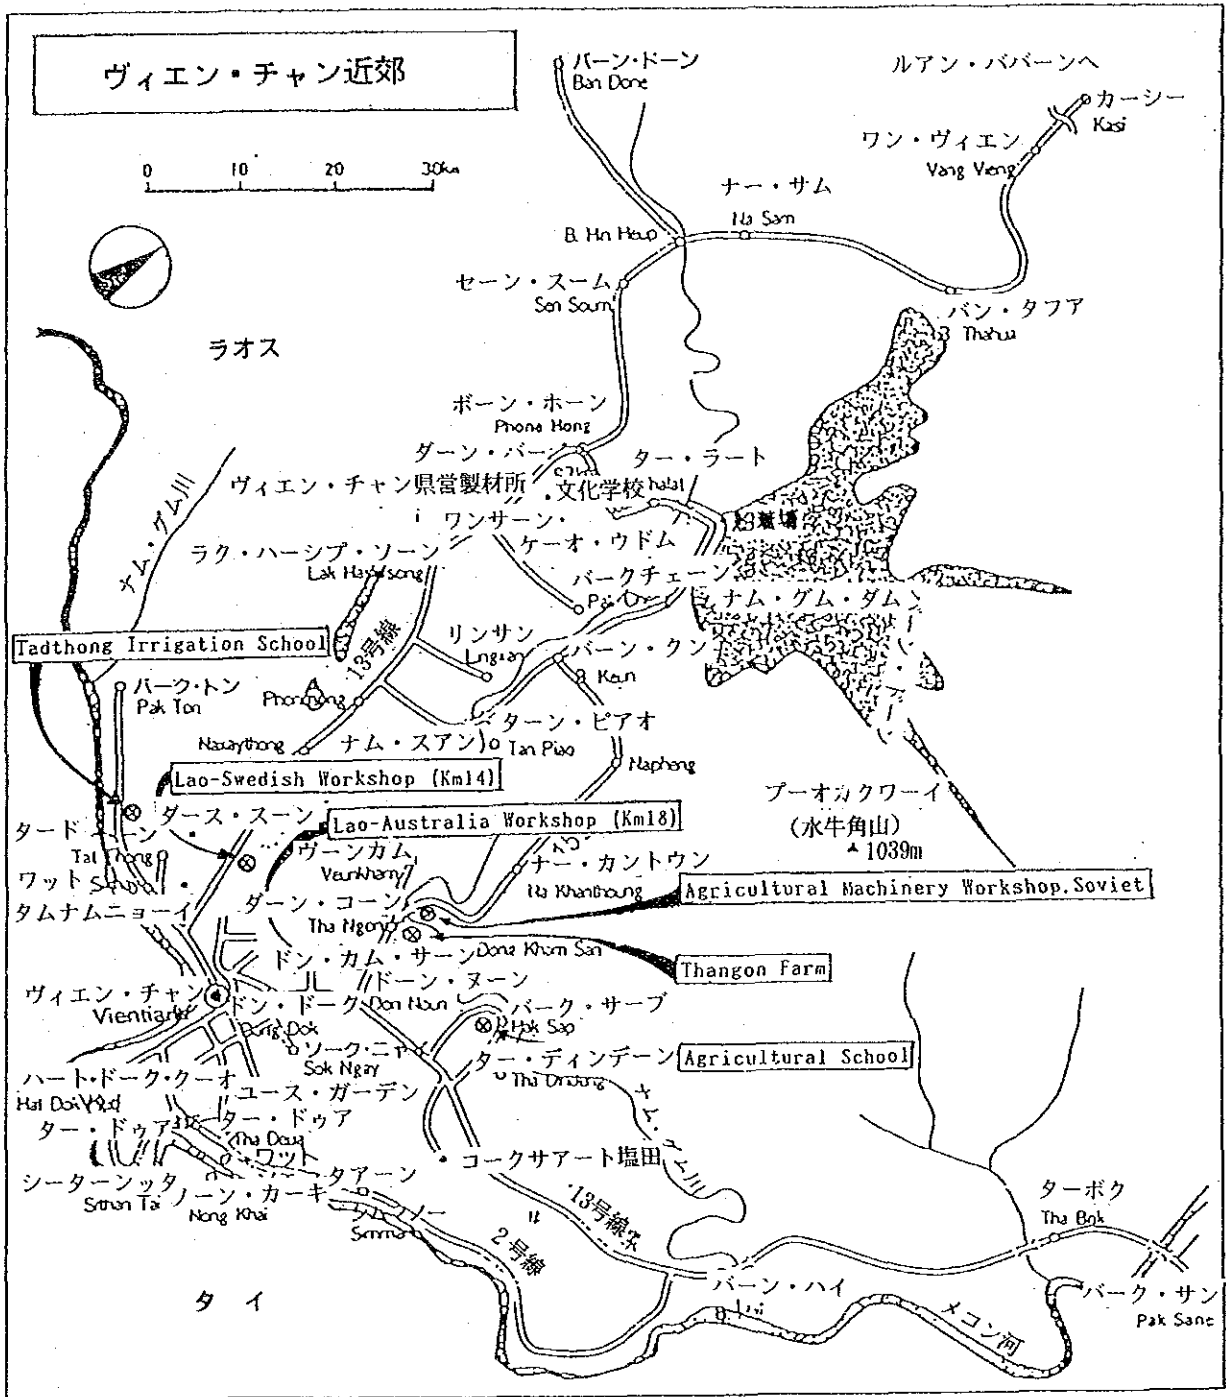 ヴィエン・チャン近郊
0 10 20 30km
バーン・ドーン
Ban Done
ルアン・パバーンへ
カーシー
Kasi
ワン・ヴィエン
Vang Vieng
ナー・サム
Na Sam
B. Hin Heup
セーン・スーム
Sen Soum
バン・タフア
Thahua
ラオス
ボーン・ホーン
Phone Hong
ダーン・バーク
ター・ラート
ヴィエン・チャン県営製材所
・文化学校
ナム・グム川
ワンサーン・
ケーオ・ウドム
ラク・ハーシプ・ソーン
バークチェーン
ナム・グム・ダム
Tadthong Irrigation School
13号線
リンサン
バーン・クン
B. Keun
バーク・トン
Pak Ton
ターン・ピアオ
Tan Piao
Naxaythong
ナム・スアン
Napheng
Lao-Swedish Workshop (Km14)
プーオカクワーイ
(水牛角山)
1039m
ダース・スーン
Lao-Australia Workshop (Km18)
タード
ヴーンカム
Veunkham
ナー・カントウン
Na Khanthoung
ワット
タムナムニョーイ
ダーン・コーン
Tha Ngon
Agricultural Machinery Workshop.Soviet
ドン・カム・サーン
Dong Kham San
Thangon Farm
ヴィエン・チャン
Vientiane
ドン・ドーク
Dong Dok
ドーン・ヌーン
Don Noun
バーク・サーブ
Hak Sap
ソーク・ニャ
Sok Ngay
ター・ディンデーン
Agricultural School
ハート・ドーク・クーオ
ユース・ガーデン
ター・ドゥア
ター・ドゥア
Tha Deua
ワット
コークサアート塩田
ナム・グム川
シーターンッタ
Sithan Tai
ノーン・カーキ
Nong Khai
タアーン
13号線
2号線
ターボク
Tha Bok
バーン・ハイ
バーク・サン
Pak Sane
メコン河
タイ